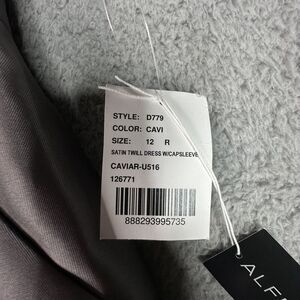 STYLE: D779
COLOR: CAVI
SIZE: 12 R
SATIN TWILL DRESS W/CAPSLEEVE
CAVIAR-U516
126771
888293995735
ALF